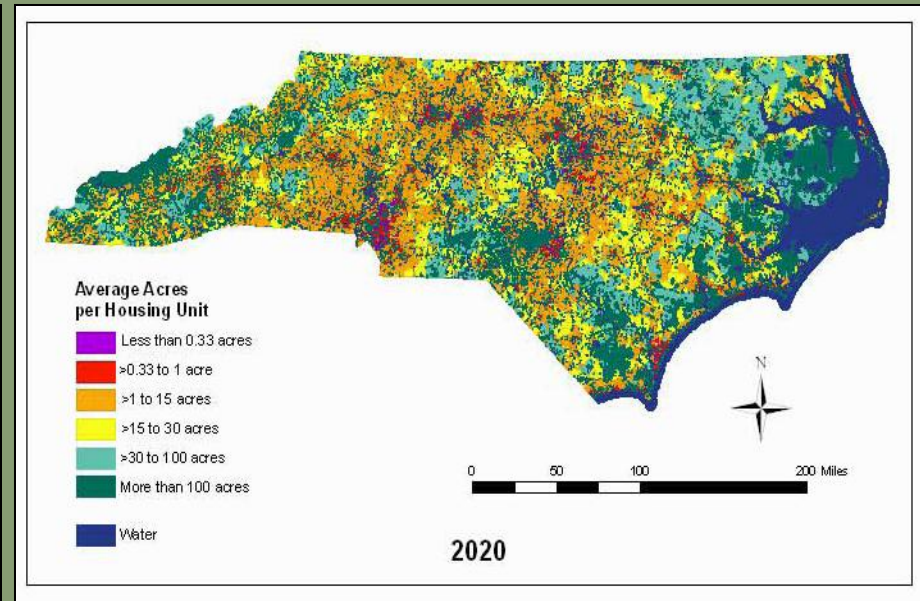 Average Acres
per Housing Unit
Less than 0.33 acres
>0.33 to 1 acre
>1 to 15 acres
>15 to 30 acres
>30 to 100 acres
More than 100 acres
Water
N
0 50 100 200 Miles
2020